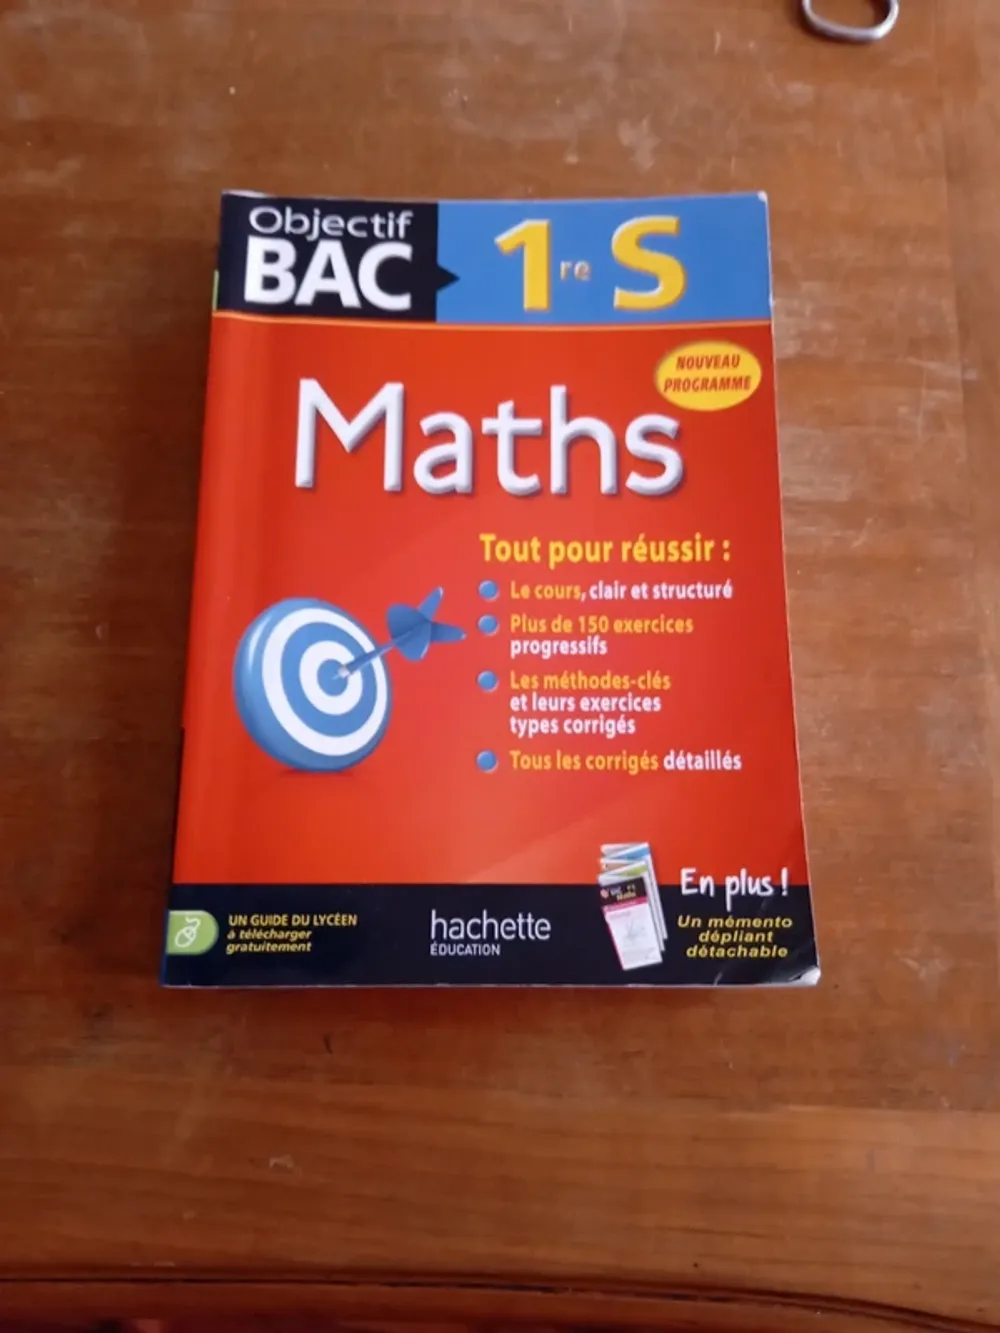 Objectif
BAC
1re S
NOUVEAU
PROGRAMME
Maths
Tout pour réussir :
Le cours, clair et structuré
Plus de 150 exercices
progressifs
Les méthodes-clés
et leurs exercices
types corrigés
Tous les corrigés détaillés
En plus !
Un mémento
dépliant
détachable
UN GUIDE DU LYCÉEN
à télécharger
gratuitement
hachette
ÉDUCATION